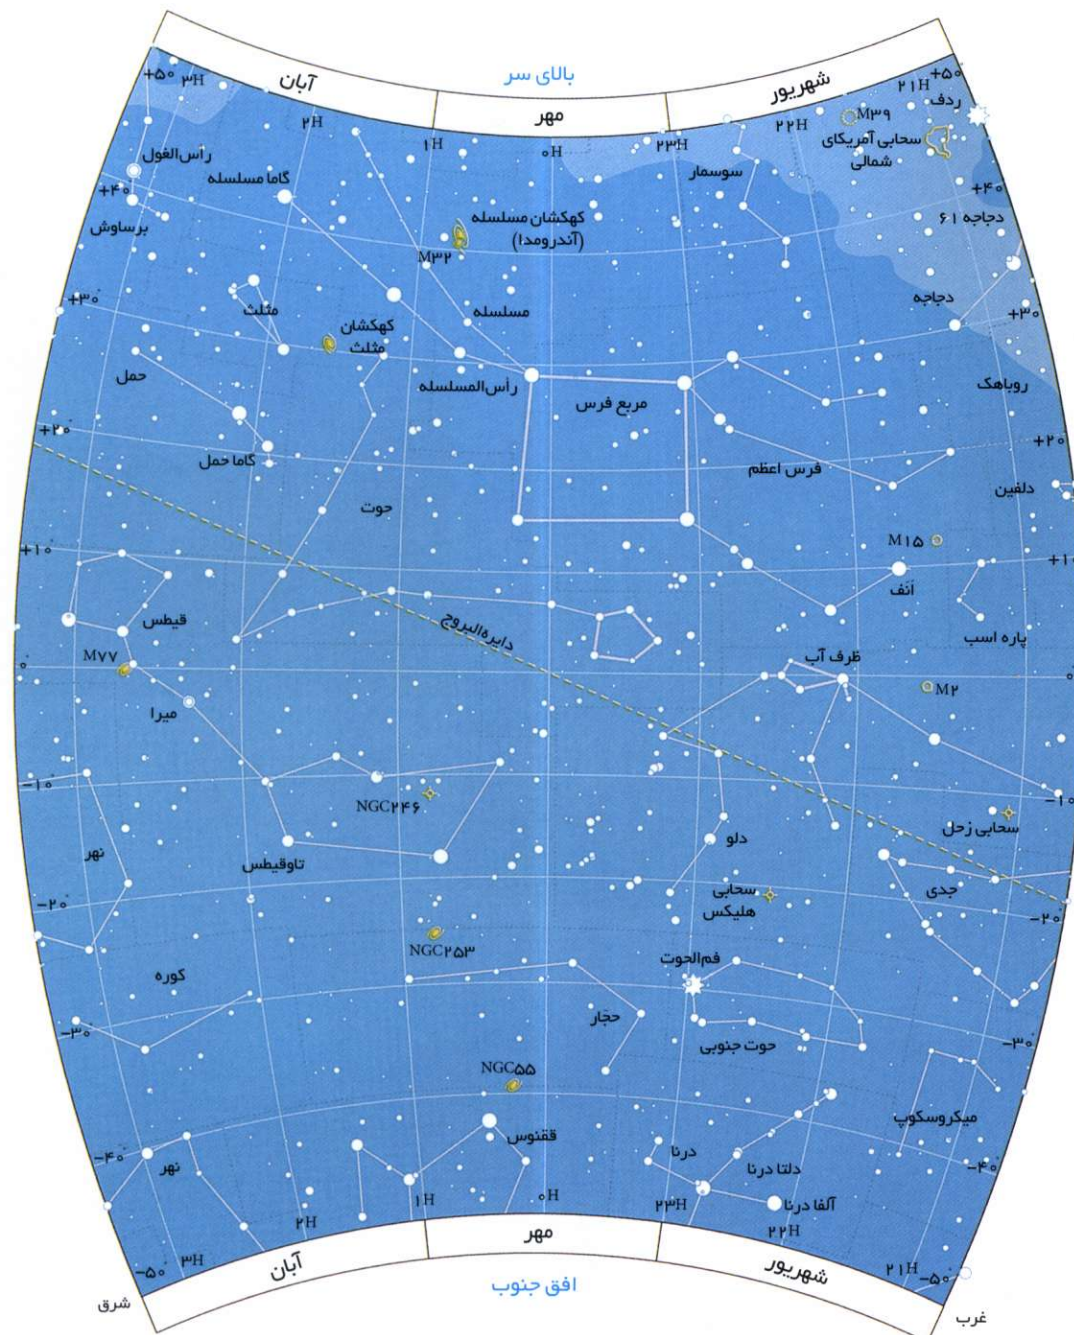 بالای سر
آبان
مهر
شهریور
+۵۰°
۳H
۲H
۱H
۰H
۲۳H
۲۲H
۲۱H
+۵۰°
ردف
M۳۹
سحابی آمریکای
شمالی
رأس‌الغول
گاما مسلسله
سوسمار
+۴۰°
+۴۰°
برساوش
کهکشان مسلسله
(آندرومدا)
M۳۲
دجاجه ۶۱
دجاجه
+۳۰°
+۳۰°
مثلث
کهکشان
مثلث
مسلسله
حمل
رأس‌المسلسله
مربع فرس
روباهک
+۲۰°
+۲۰°
گاما حمل
فرس اعظم
دلفین
حوت
M۱۵
+۱۰°
+۱۰°
اَنف
قیطس
دایره‌البروج
پاره اسب
M۷۷
ظرف آب
۰°
۰°
M۲
میرا
-۱۰°
-۱۰°
NGC۲۴۶
سحابی زحل
نهر
تاوقیطس
دلو
جدی
سحابی
هلیکس
-۲۰°
-۲۰°
NGC۲۵۳
کوره
فم‌الحوت
حجّار
-۳۰°
-۳۰°
حوت جنوبی
NGC۵۵
میکروسکوپ
ققنوس
درنا
دلتا درنا
-۴۰°
-۴۰°
نهر
آلفا درنا
۳H
۲H
۱H
۰H
۲۳H
۲۲H
۲۱H
-۵۰°
-۵۰°
آبان
مهر
شهریور
افق جنوب
شرق
غرب